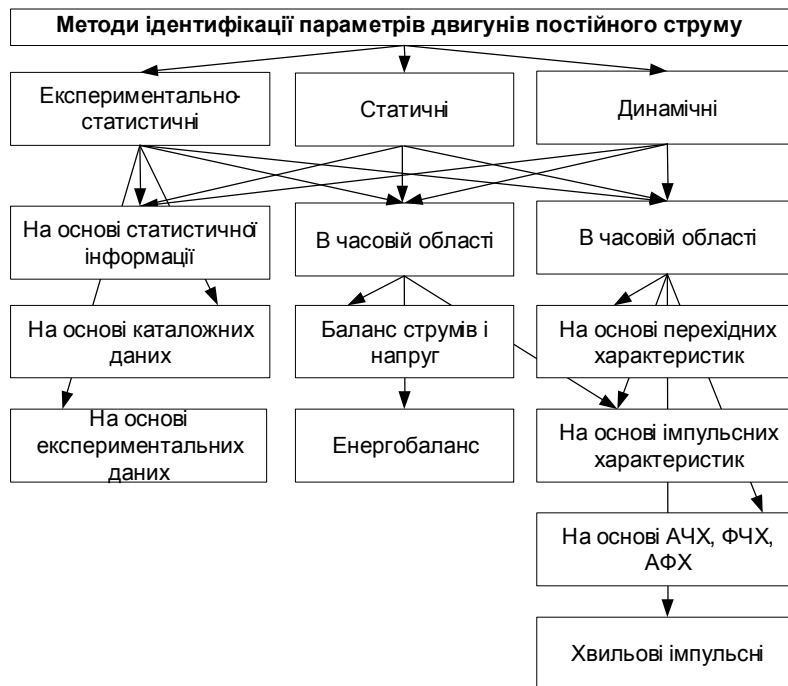 Методи ідентифікації параметрів двигунів постійного струму
Експериментально-
статистичні
Статичні
Динамічні
На основі статистичної
інформації
В часовій області
В часовій області
На основі каталожних
даних
Баланс струмів і
напруг
На основі перехідних
характеристик
На основі
експериментальних
даних
Енергобаланс
На основі імпульсних
характеристик
На основі АЧХ, ФЧХ,
АФХ
Хвильові імпульсні